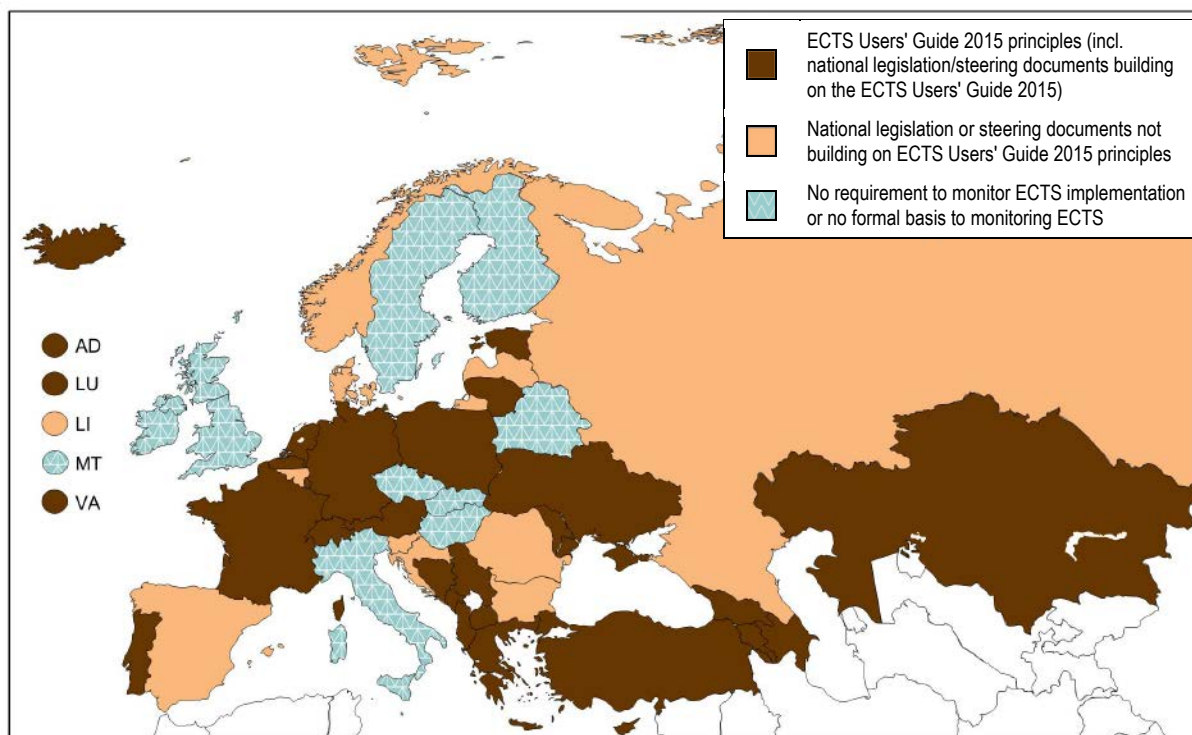 ECTS Users' Guide 2015 principles (incl.
national legislation/steering documents building
on the ECTS Users' Guide 2015)
National legislation or steering documents not
building on ECTS Users' Guide 2015 principles
No requirement to monitor ECTS implementation
or no formal basis to monitoring ECTS
AD
LU
LI
MT
VA